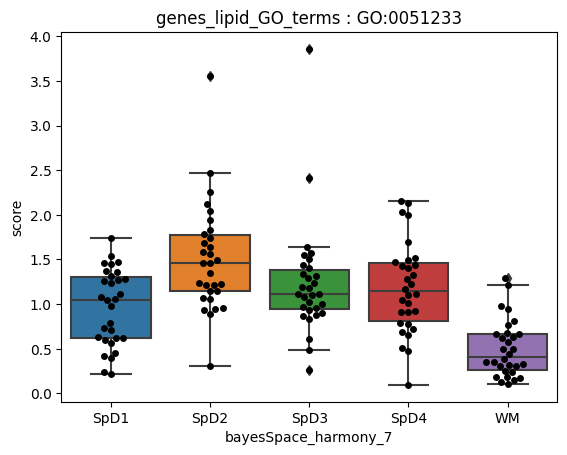 genes_lipid_GO_terms : GO:0051233
score
4.0
3.5
3.0
2.5
2.0
1.5
1.0
0.5
0.0
SpD1 SpD2 SpD3 SpD4 WM
bayesSpace_harmony_7